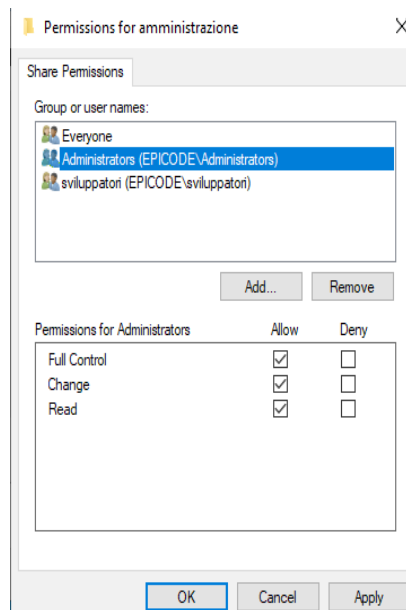 Permissions for amministrazione
Share Permissions
Group or user names:
Everyone
Administrators (EPICODE\Administrators)
sviluppatori (EPICODE\sviluppatori)
Add... Remove
Permissions for Administrators Allow Deny
Full Control
Change
Read
OK Cancel Apply